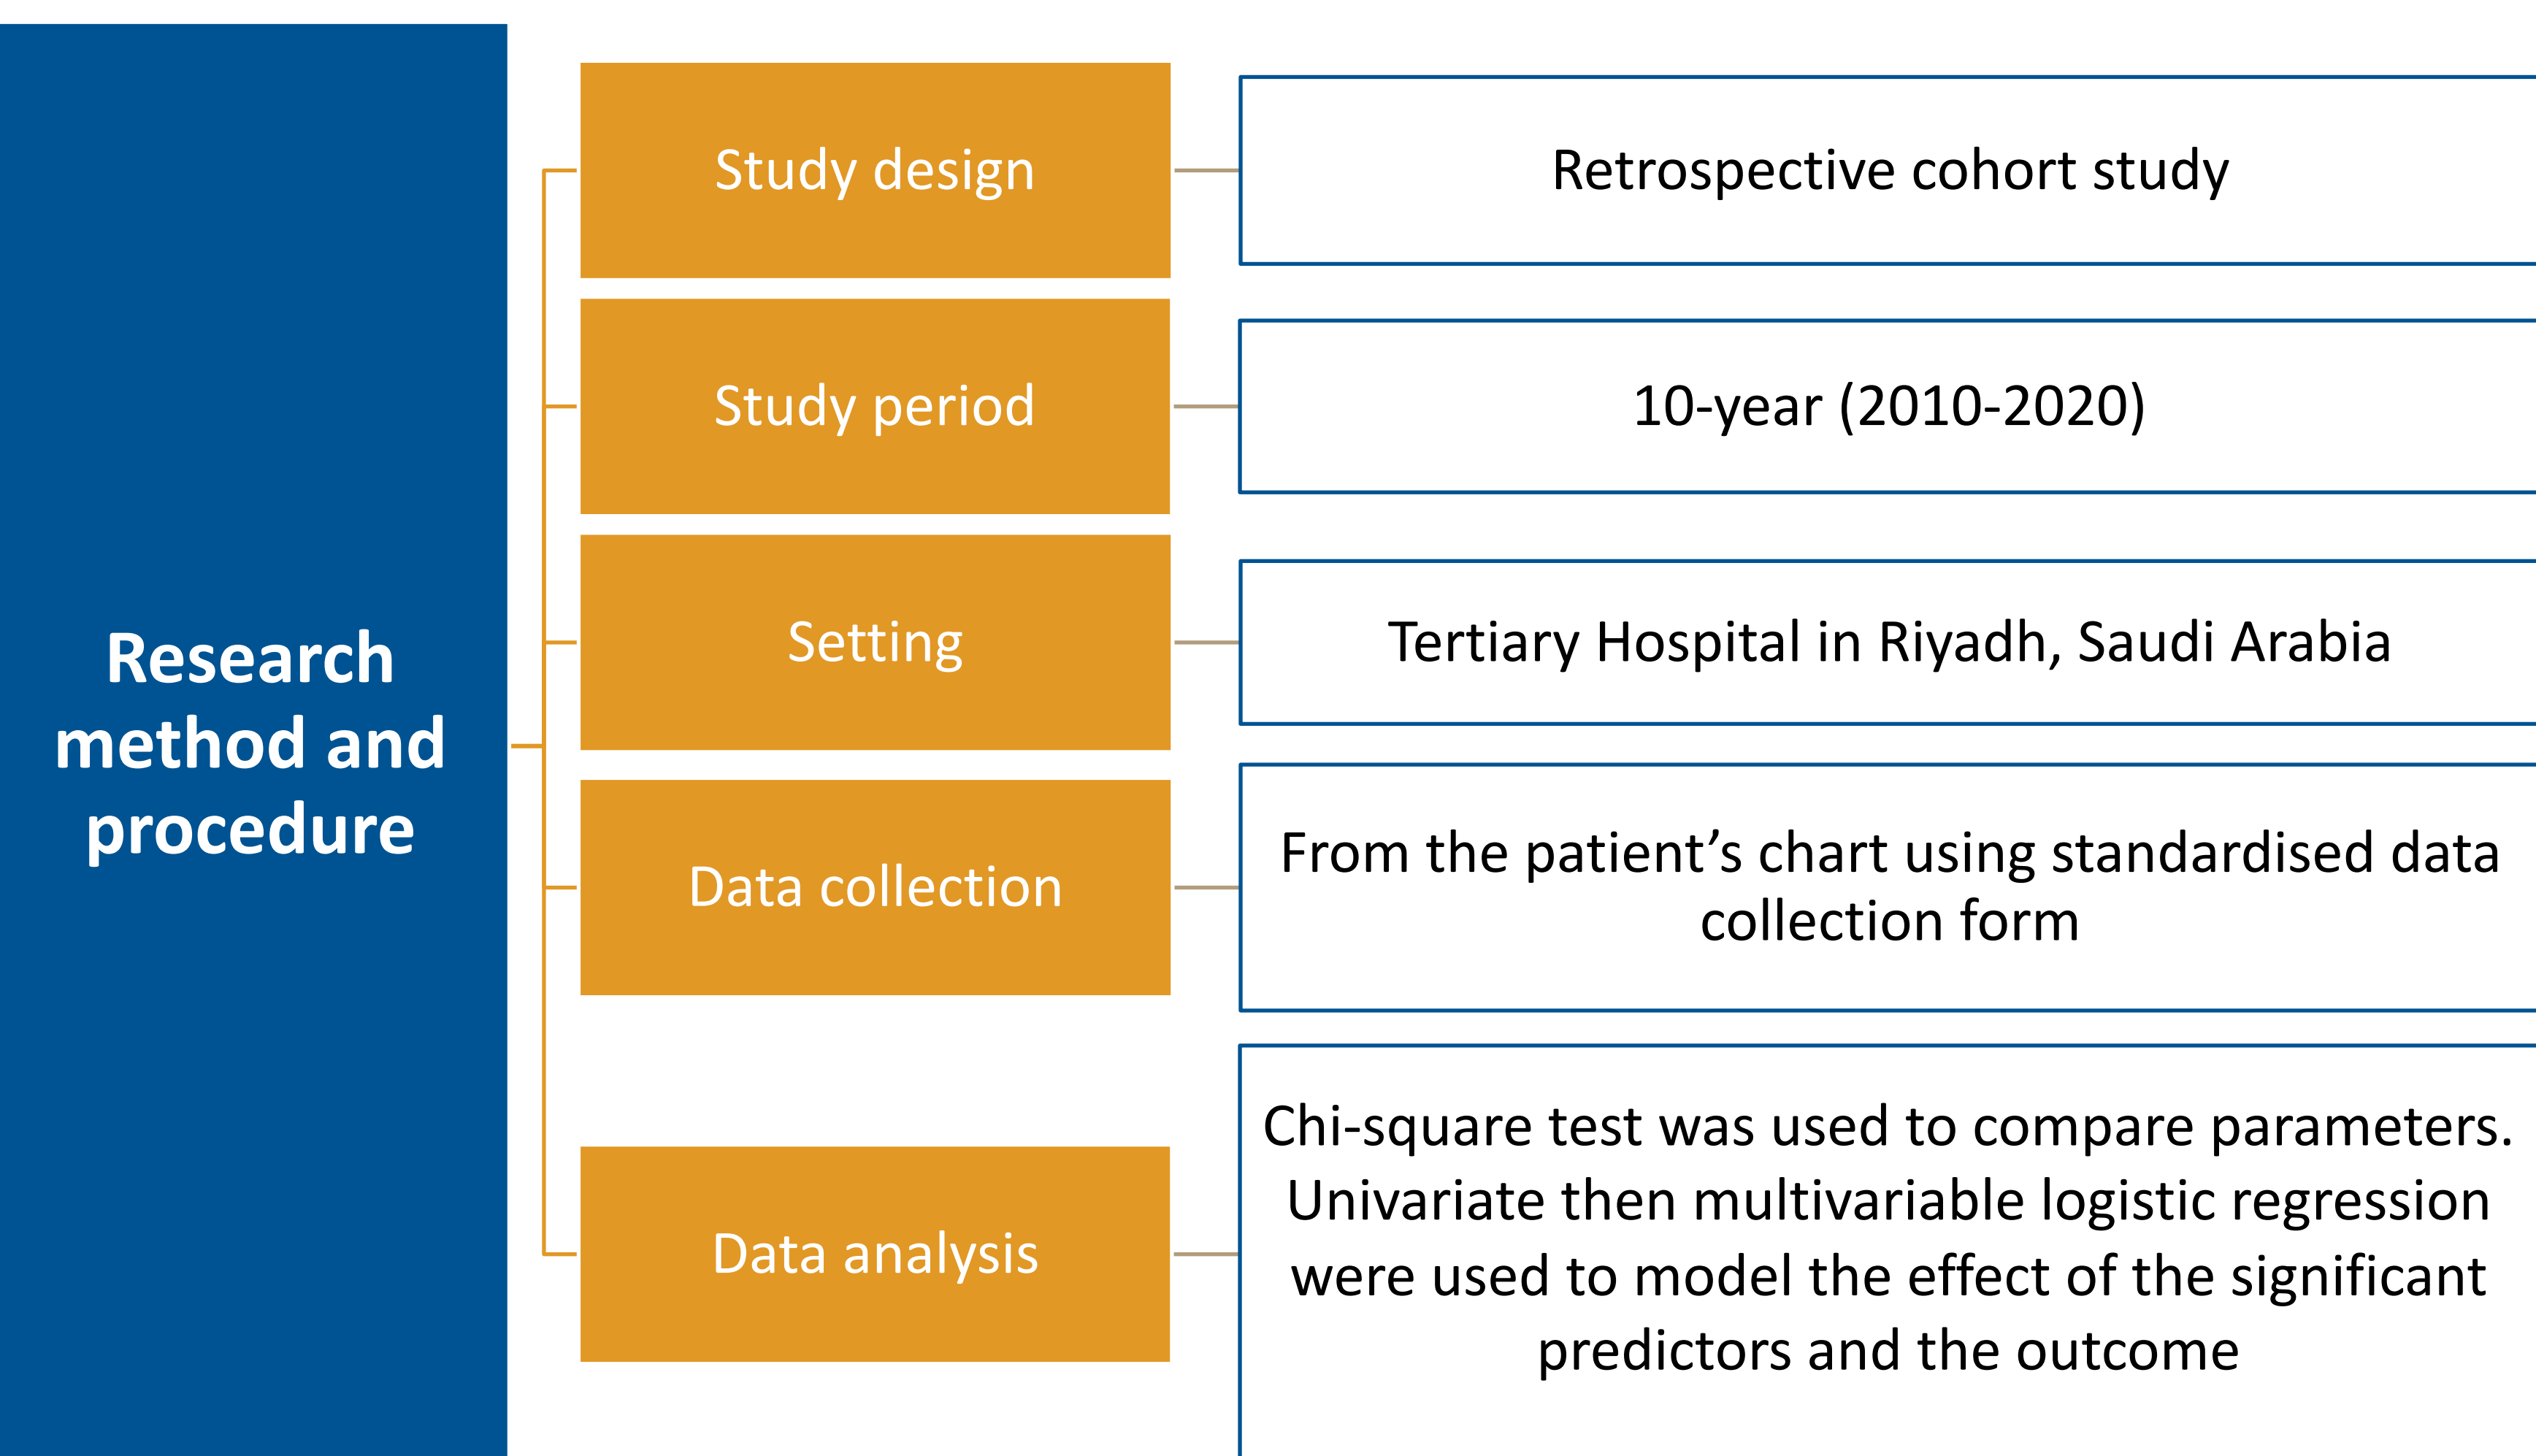 Research
method and
procedure
Study design
Retrospective cohort study
Study period
10-year (2010-2020)
Setting
Tertiary Hospital in Riyadh, Saudi Arabia
Data collection
From the patient’s chart using standardised data
collection form
Data analysis
Chi-square test was used to compare parameters.
Univariate then multivariable logistic regression
were used to model the effect of the significant
predictors and the outcome